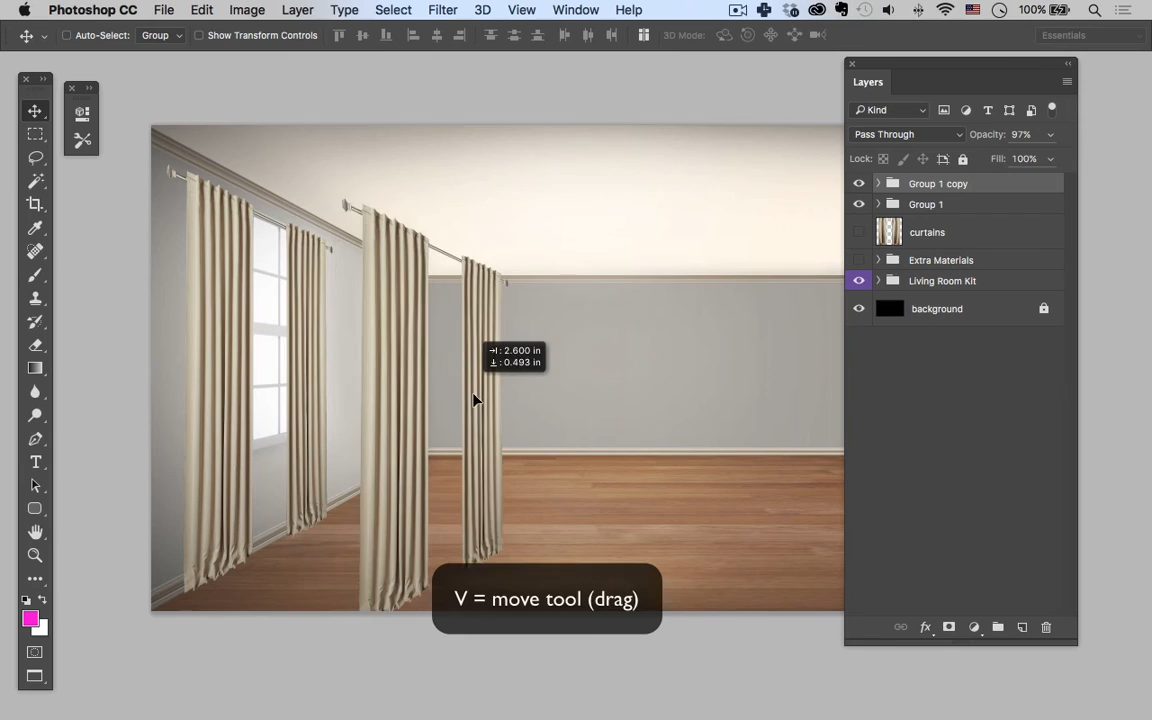 Photoshop CC File Edit Image Layer Type Select Filter 3D View Window Help 100%
Auto-Select: Group Show Transform Controls 3D Mode: Essentials
Layers
Kind
Pass Through Opacity: 97%
Lock: Fill: 100%
Group 1 copy
Group 1
curtains
Extra Materials
Living Room Kit
background
: 2.600 in
: 0.493 in
V = move tool (drag)